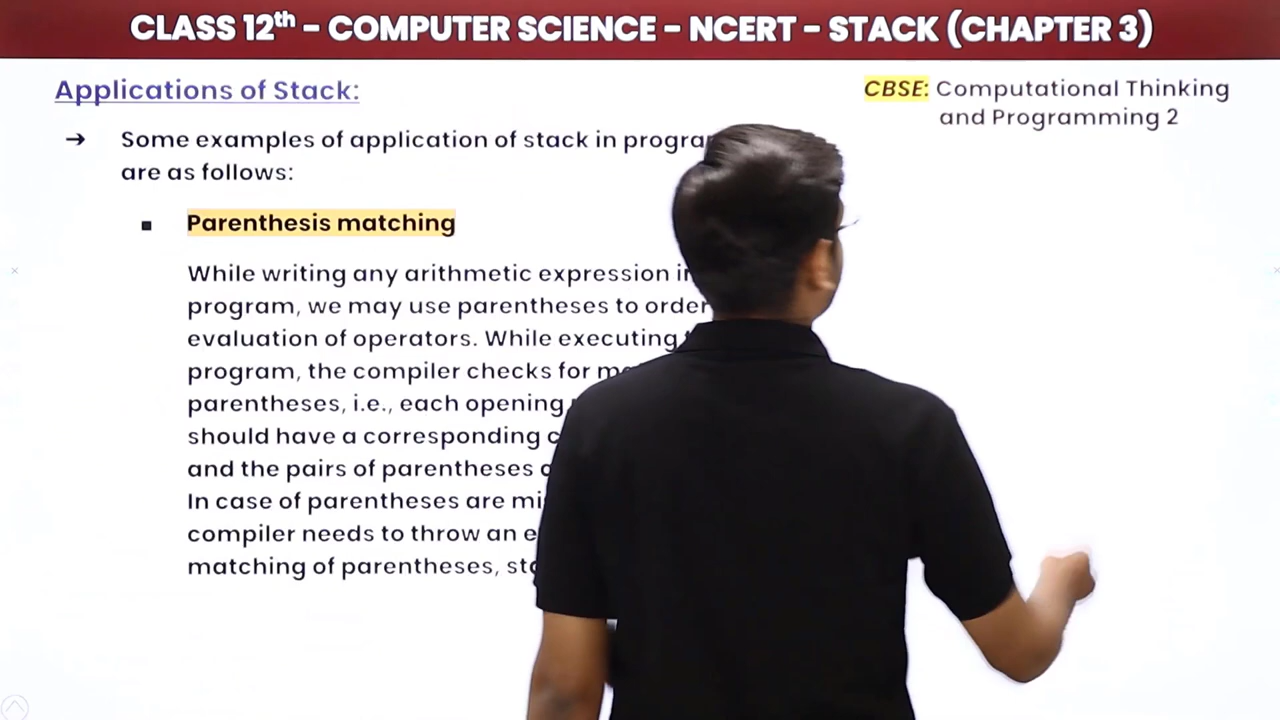 CLASS 12th - COMPUTER SCIENCE - NCERT - STACK (CHAPTER 3)
Applications of Stack:
CBSE: Computational Thinking
and Programming 2
→ Some examples of application of stack in
are as follows:
▪ Parenthesis matching
While writing any arithmetic expression
program, we may use parentheses to order
evaluation of operators. While executing
program, the compiler checks for
parentheses, i.e., each opening
should have a corresponding
and the pairs of parentheses
In case of parentheses are
compiler needs to throw an
matching of parentheses,